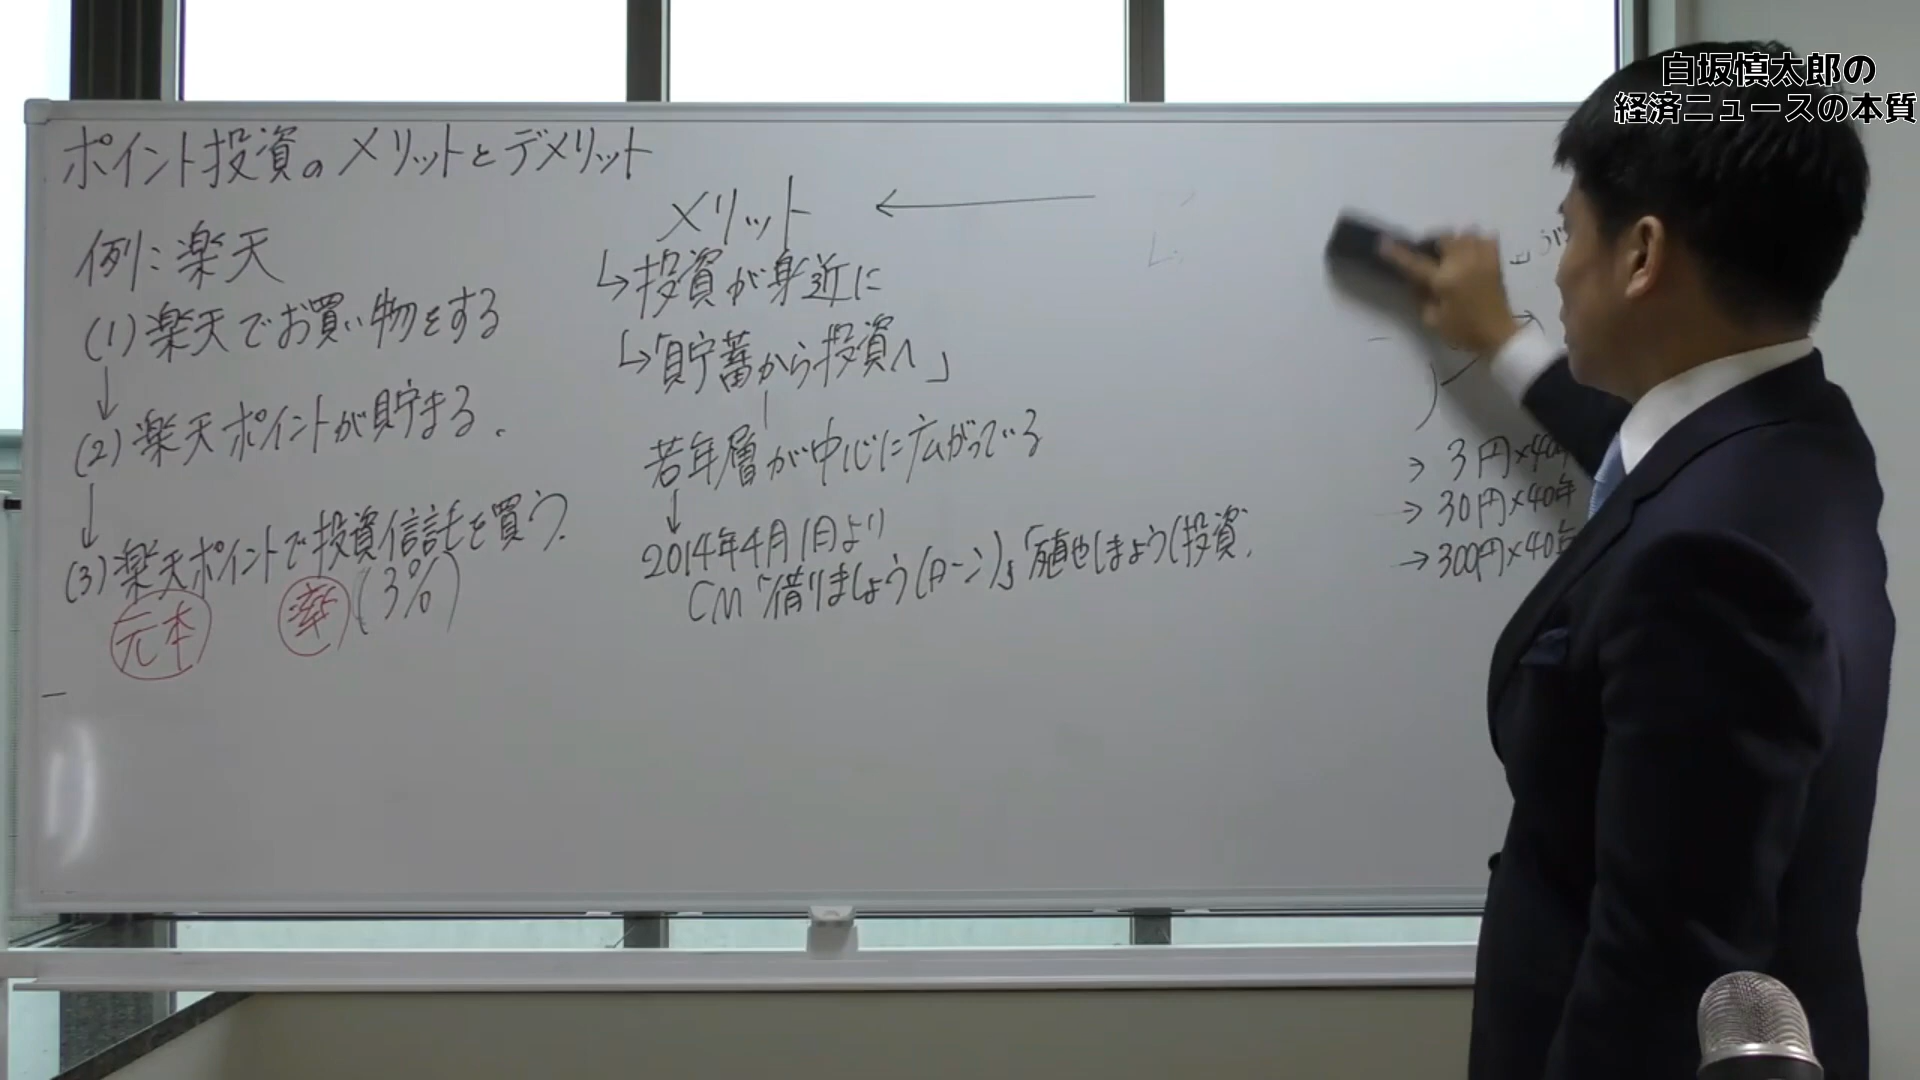 白坂慎太郎の
経済ニュースの本質
ポイント投資のメリットとデメリット
例:楽天
(1)楽天でお買い物をする
↓
(2)楽天ポイントが貯まる.
↓
(3)楽天ポイントで投資信託を買う.
元本 率(3%)
メリット ←
↳投資が身近に
↳「貯蓄から投資へ」
若年層が中心に広がっている
↓
2014年4月1日より
CM「借りましょう(ローン)」「殖やしましょう(投資.
→3円×40
→30円×40年
→300円×40年